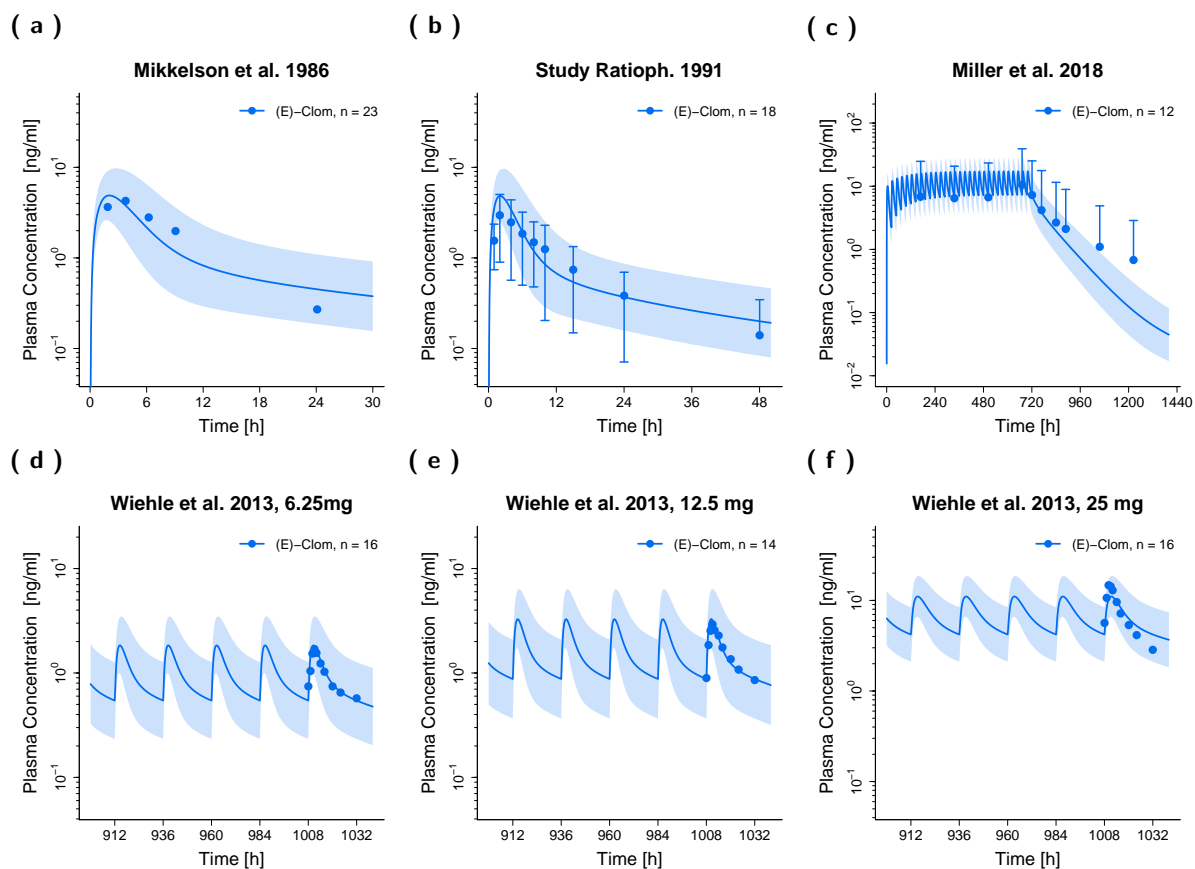 ( a )
Mikkelson et al. 1986
(E)−Clom, n = 23
Plasma Concentration [ng/ml]
10^1
10^0
10^−1
0 6 12 18 24 30
Time [h]
( b )
Study Ratioph. 1991
(E)−Clom, n = 18
Plasma Concentration [ng/ml]
10^1
10^0
10^−1
0 12 24 36 48
Time [h]
( c )
Miller et al. 2018
(E)−Clom, n = 12
Plasma Concentration [ng/ml]
10^2
10^1
10^0
10^−1
10^−2
0 240 480 720 960 1200 1440
Time [h]
( d )
Wiehle et al. 2013, 6.25mg
(E)−Clom, n = 16
Plasma Concentration [ng/ml]
10^1
10^0
10^−1
912 936 960 984 1008 1032
Time [h]
( e )
Wiehle et al. 2013, 12.5 mg
(E)−Clom, n = 14
Plasma Concentration [ng/ml]
10^1
10^0
10^−1
912 936 960 984 1008 1032
Time [h]
( f )
Wiehle et al. 2013, 25 mg
(E)−Clom, n = 16
Plasma Concentration [ng/ml]
10^1
10^0
10^−1
912 936 960 984 1008 1032
Time [h]